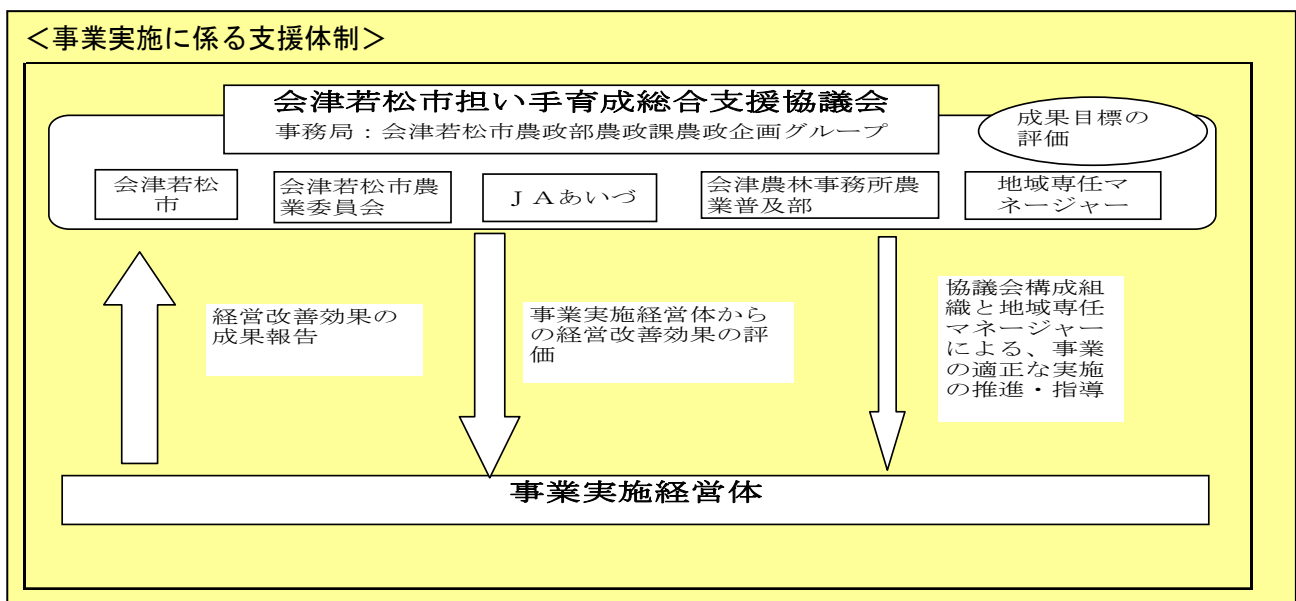 ＜事業実施に係る支援体制＞
会津若松市担い手育成総合支援協議会
事務局：会津若松市農政部農政課農政企画グループ
成果目標の
評価
会津若松
市
会津若松市農
業委員会
ＪＡあいづ
会津農林事務所農
業普及部
地域専任マ
ネージャー
経営改善効果の
成果報告
事業実施経営体から
の経営改善効果の評
価
協議会構成組
織と地域専任
マネージャー
による、事業
の適正な実施
の推進・指導
事業実施経営体